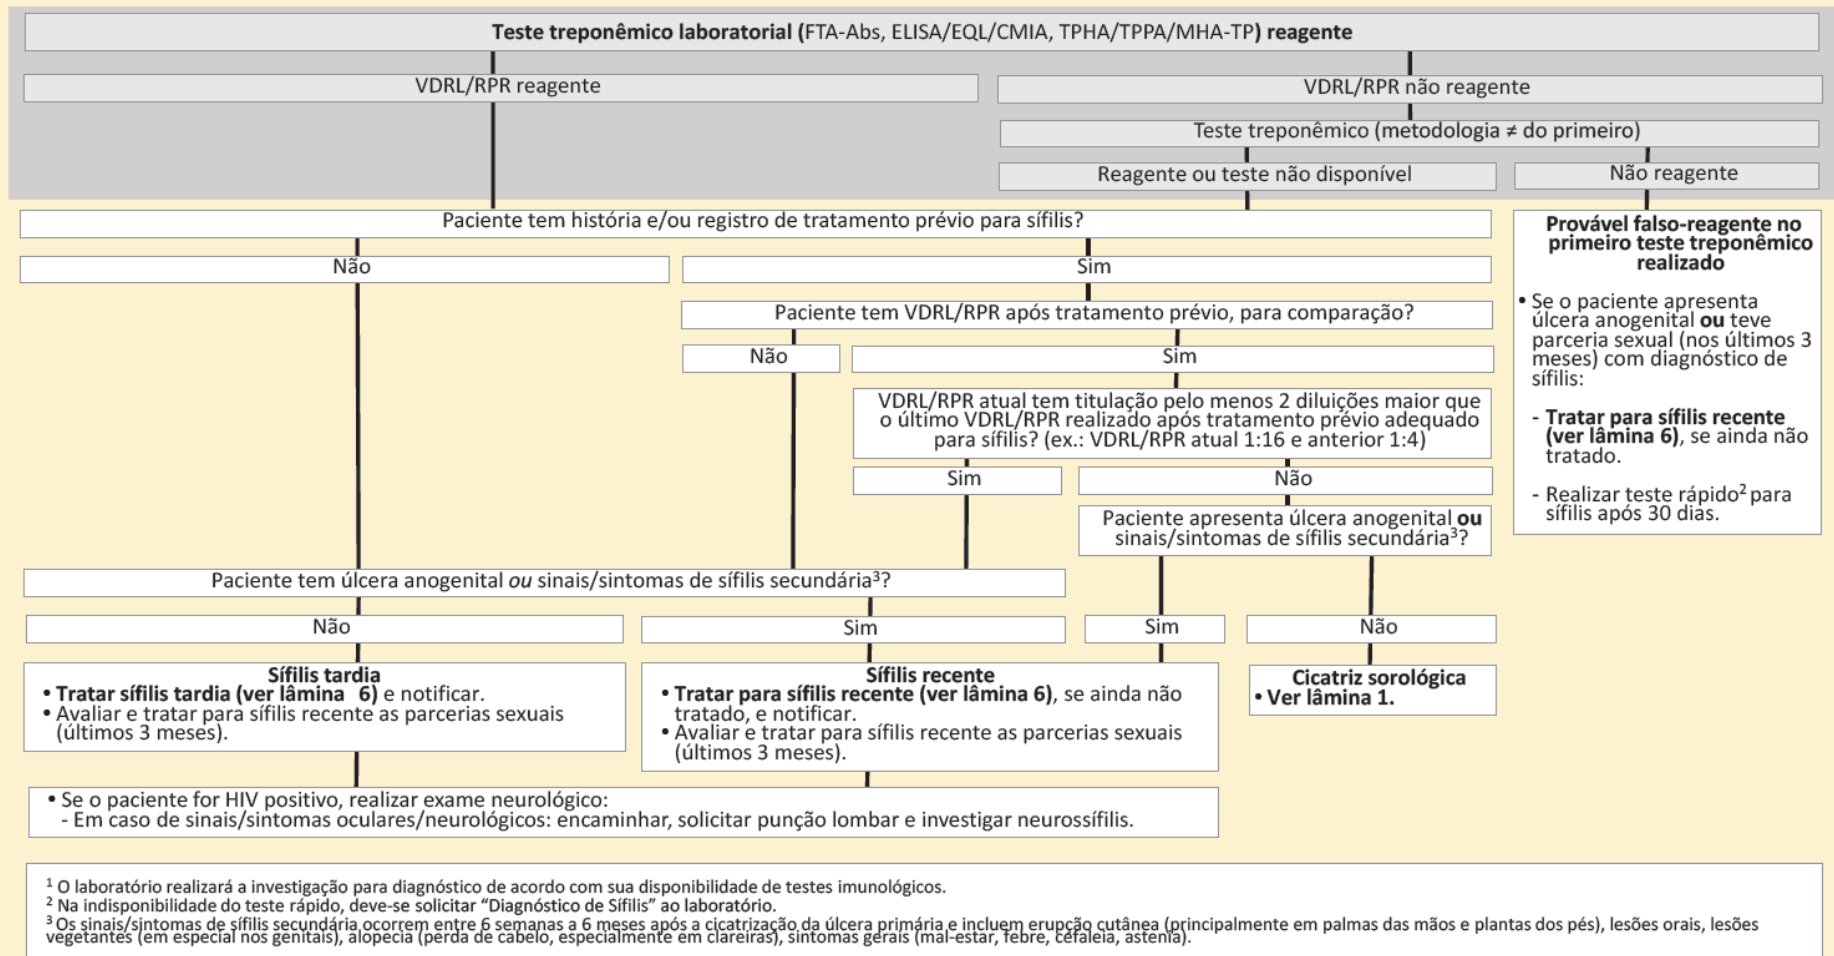 Teste treponêmico laboratorial (FTA-Abs, ELISA/EQL/CMIA, TPHA/TPPA/MHA-TP) reagente
VDRL/RPR reagente
VDRL/RPR não reagente
Teste treponêmico (metodologia ≠ do primeiro)
Reagente ou teste não disponível
Não reagente
Paciente tem história e/ou registro de tratamento prévio para sífilis?
Não
Sim
Paciente tem VDRL/RPR após tratamento prévio, para comparação?
Não
Sim
VDRL/RPR atual tem titulação pelo menos 2 diluições maior que
o último VDRL/RPR realizado após tratamento prévio adequado
para sífilis? (ex.: VDRL/RPR atual 1:16 e anterior 1:4)
Sim
Não
Paciente apresenta úlcera anogenital ou
sinais/sintomas de sífilis secundária³?
Provável falso-reagente no
primeiro teste treponêmico
realizado
• Se o paciente apresenta
úlcera anogenital ou teve
parceria sexual (nos últimos 3
meses) com diagnóstico de
sífilis:
- Tratar para sífilis recente
(ver lâmina 6), se ainda não
tratado.
- Realizar teste rápido² para
sífilis após 30 dias.
Paciente tem úlcera anogenital ou sinais/sintomas de sífilis secundária³?
Não
Sim
Sim
Não
Sífilis tardia
• Tratar sífilis tardia (ver lâmina 6) e notificar.
• Avaliar e tratar para sífilis recente as parcerias sexuais
(últimos 3 meses).
Sífilis recente
• Tratar para sífilis recente (ver lâmina 6), se ainda não
tratado, e notificar.
• Avaliar e tratar para sífilis recente as parcerias sexuais
(últimos 3 meses).
Cicatriz sorológica
• Ver lâmina 1.
• Se o paciente for HIV positivo, realizar exame neurológico:
- Em caso de sinais/sintomas oculares/neurológicos: encaminhar, solicitar punção lombar e investigar neurossífilis.
¹ O laboratório realizará a investigação para diagnóstico de acordo com sua disponibilidade de testes imunológicos.
² Na indisponibilidade do teste rápido, deve-se solicitar “Diagnóstico de Sífilis” ao laboratório.
³ Os sinais/sintomas de sífilis secundária ocorrem entre 6 semanas a 6 meses após a cicatrização da úlcera primária e incluem erupção cutânea (principalmente em palmas das mãos e plantas dos pés), lesões orais, lesões
vegetantes (em especial nos genitais), alopecia (perda de cabelo, especialmente em clareiras), sintomas gerais (mal-estar, febre, cefaleia, astenia).